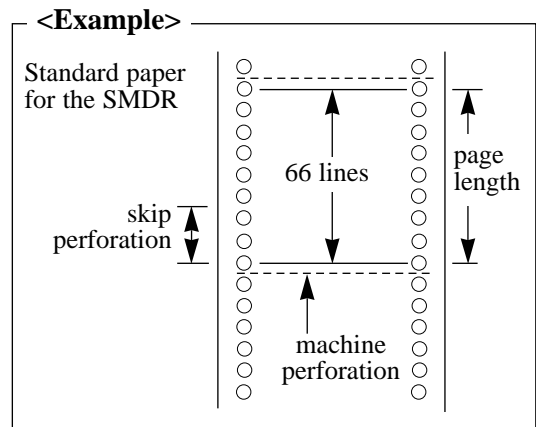 <Example>
Standard paper
for the SMDR
66 lines
page
length
skip
perforation
machine
perforation